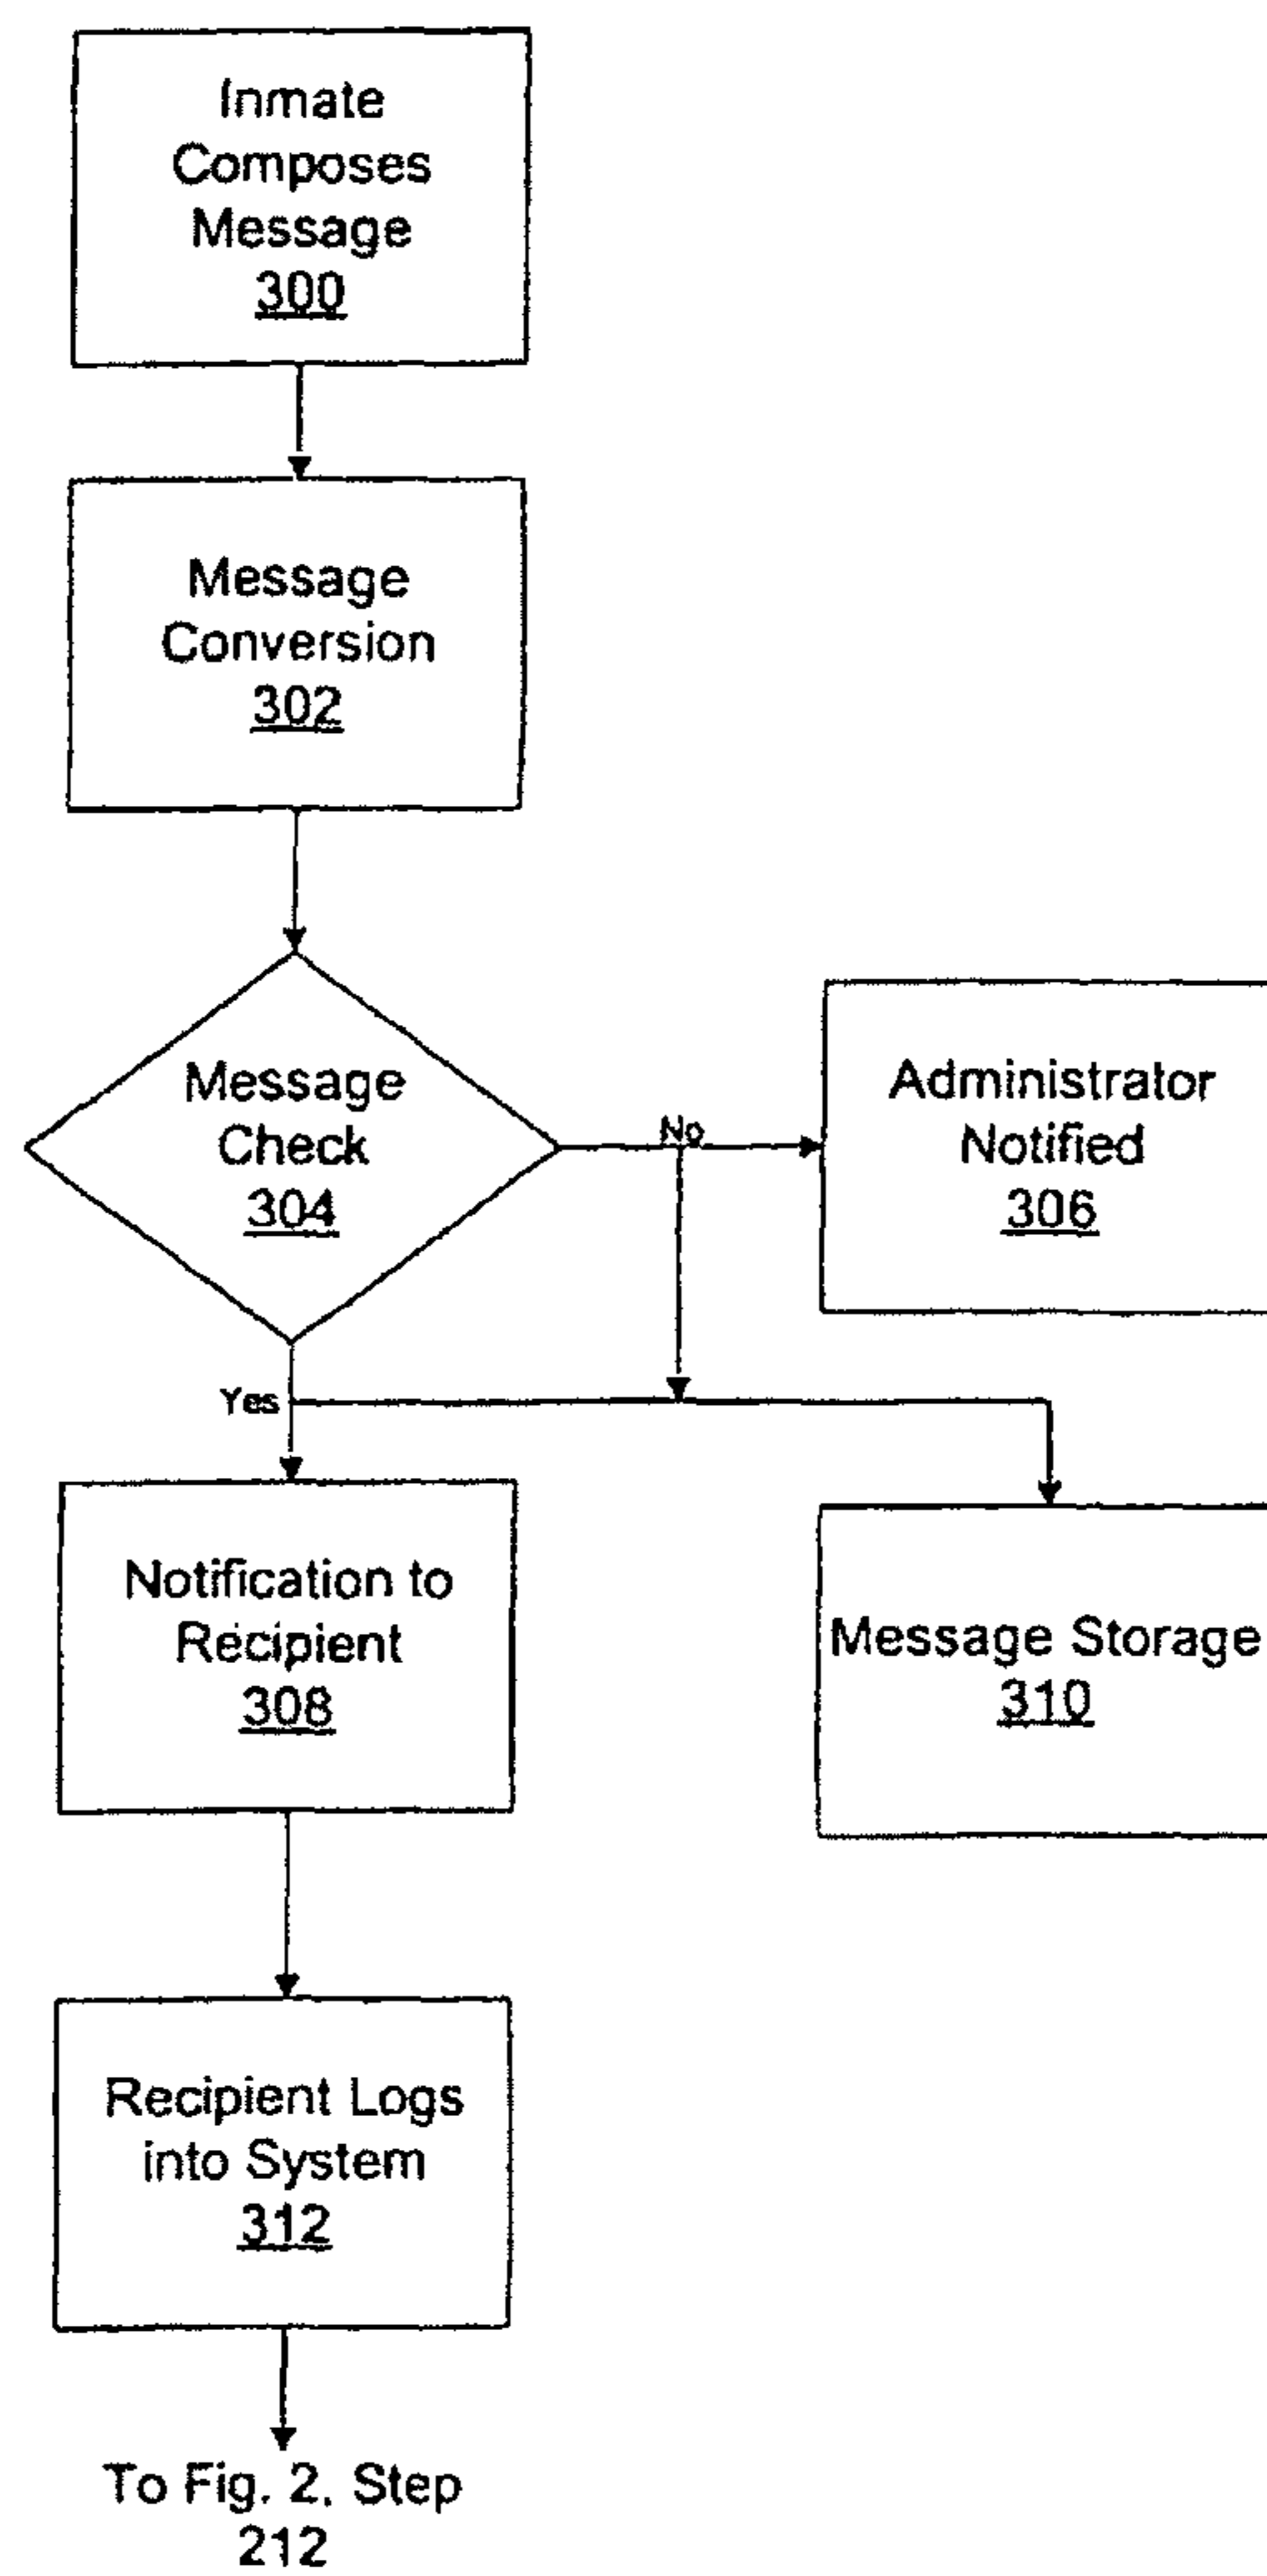 Inmate
Composes
Message
300
Message
Conversion
302
Message
Check
304
No
Administrator
Notified
306
Yes
Notification to
Recipient
308
Message Storage
310
Recipient Logs
into System
312
To Fig. 2, Step
212